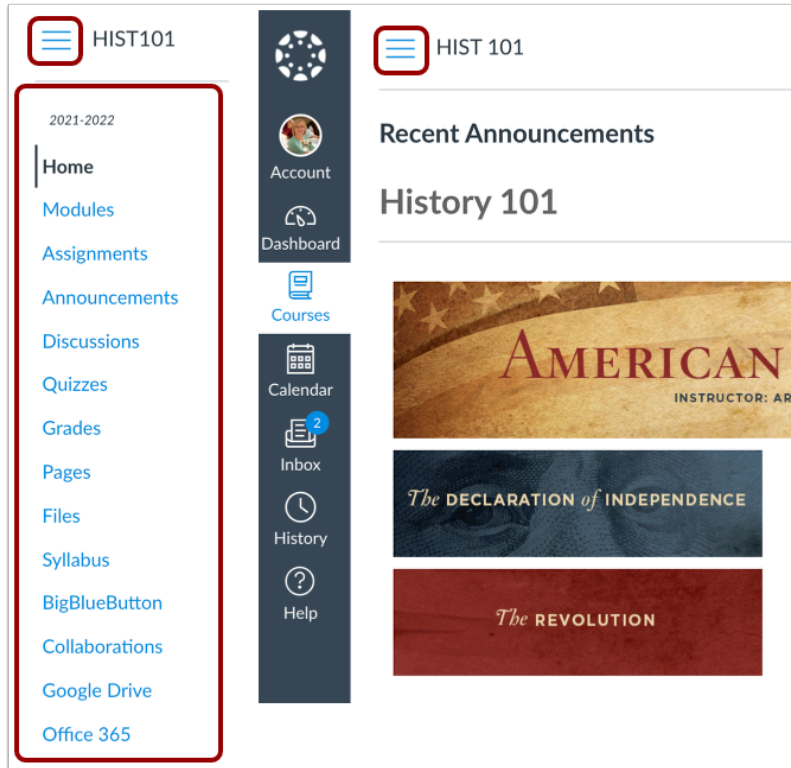 HIST101
2021-2022
Home
Modules
Assignments
Announcements
Discussions
Quizzes
Grades
Pages
Files
Syllabus
BigBlueButton
Collaborations
Google Drive
Office 365
Account
Dashboard
Courses
Calendar
2
Inbox
History
Help
HIST 101
Recent Announcements
History 101
AMERICAN
INSTRUCTOR: AR
The DECLARATION of INDEPENDENCE
The REVOLUTION